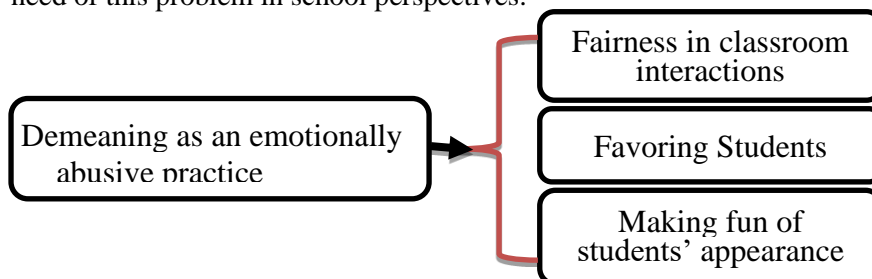 need of this problem in school perspectives.
Fairness in classroom
interactions
Demeaning as an emotionally
abusive practice
Favoring Students
Making fun of
students' appearance